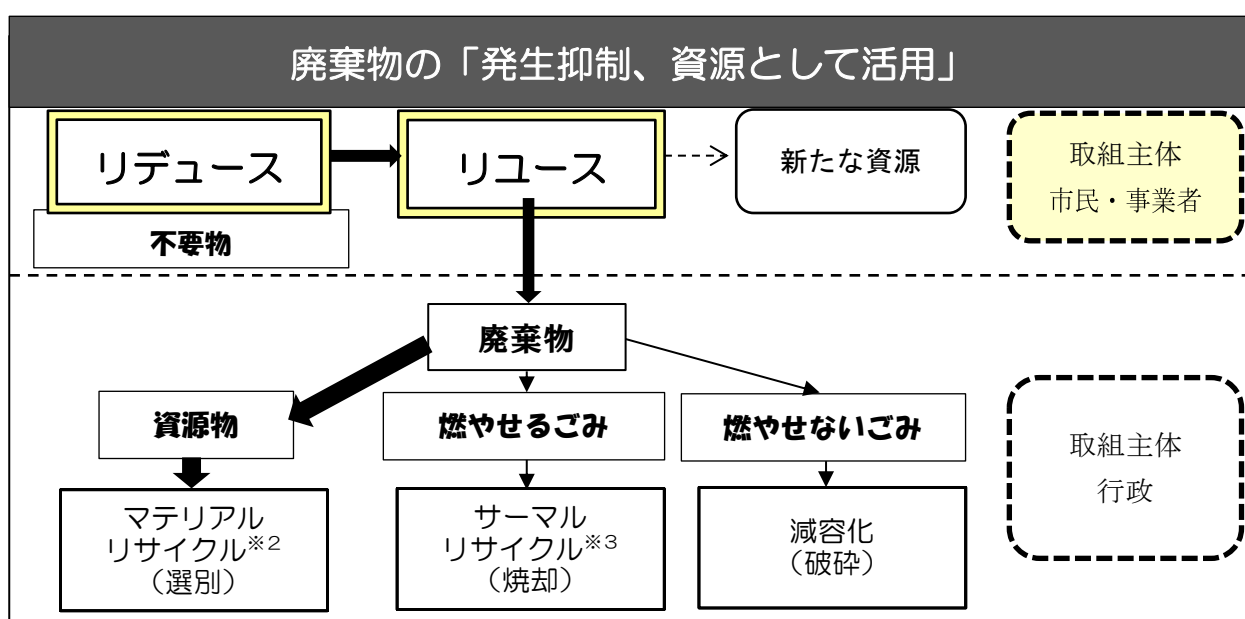 廃棄物の「発生抑制、資源として活用」
リデュース
リユース
新たな資源
取組主体
市民・事業者
不要物
廃棄物
資源物
燃やせるごみ
燃やせないごみ
取組主体
行政
マテリアル
リサイクル※2
（選別）
サーマル
リサイクル※3
（焼却）
減容化
（破砕）